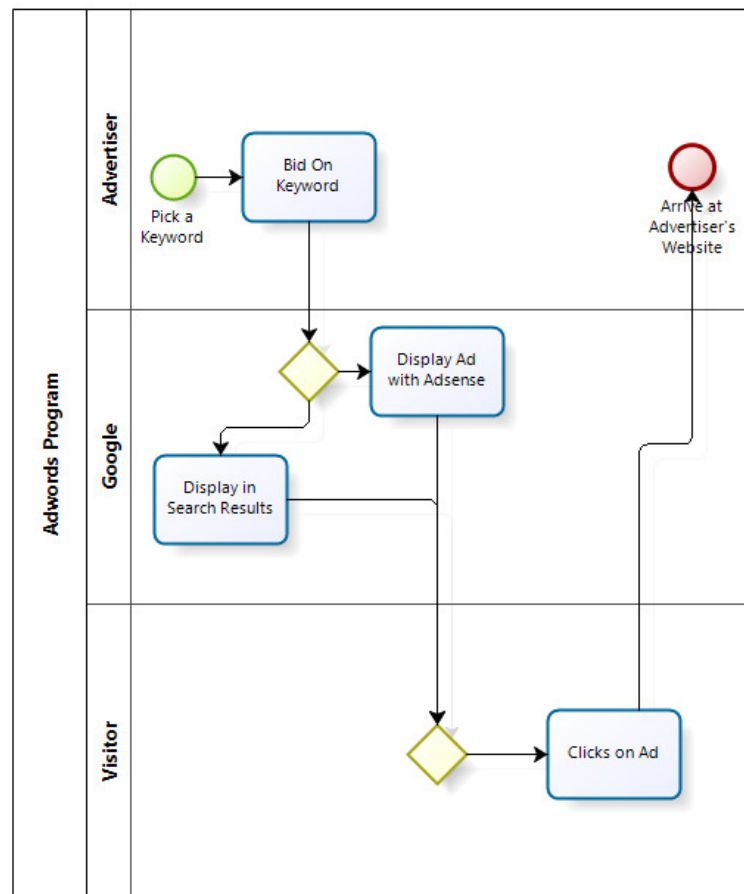 Adwords Program
Advertiser
Pick a
Keyword
Bid On
Keyword
Arrive at
Advertiser's
Website
Google
Display Ad
with Adsense
Display in
Search Results
Visitor
Clicks on Ad